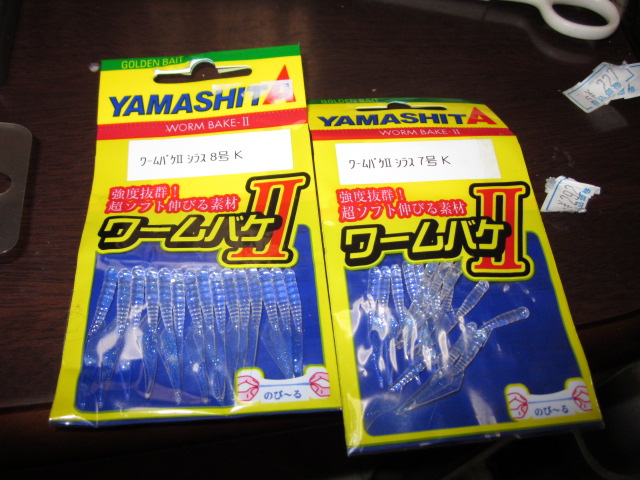 GOLDEN BAIT
YAMASHITA
WORM BAKE-II
ワームバケII シラス 8号 K
強度抜群!
超ソフト伸びる素材
ワームバケ II
のび〜る
GOLDEN BAIT
YAMASHITA
WORM BAKE-II
ワームバケII シラス 7号 K
強度抜群!
超ソフト伸びる素材
ワームバケ II
のび〜る